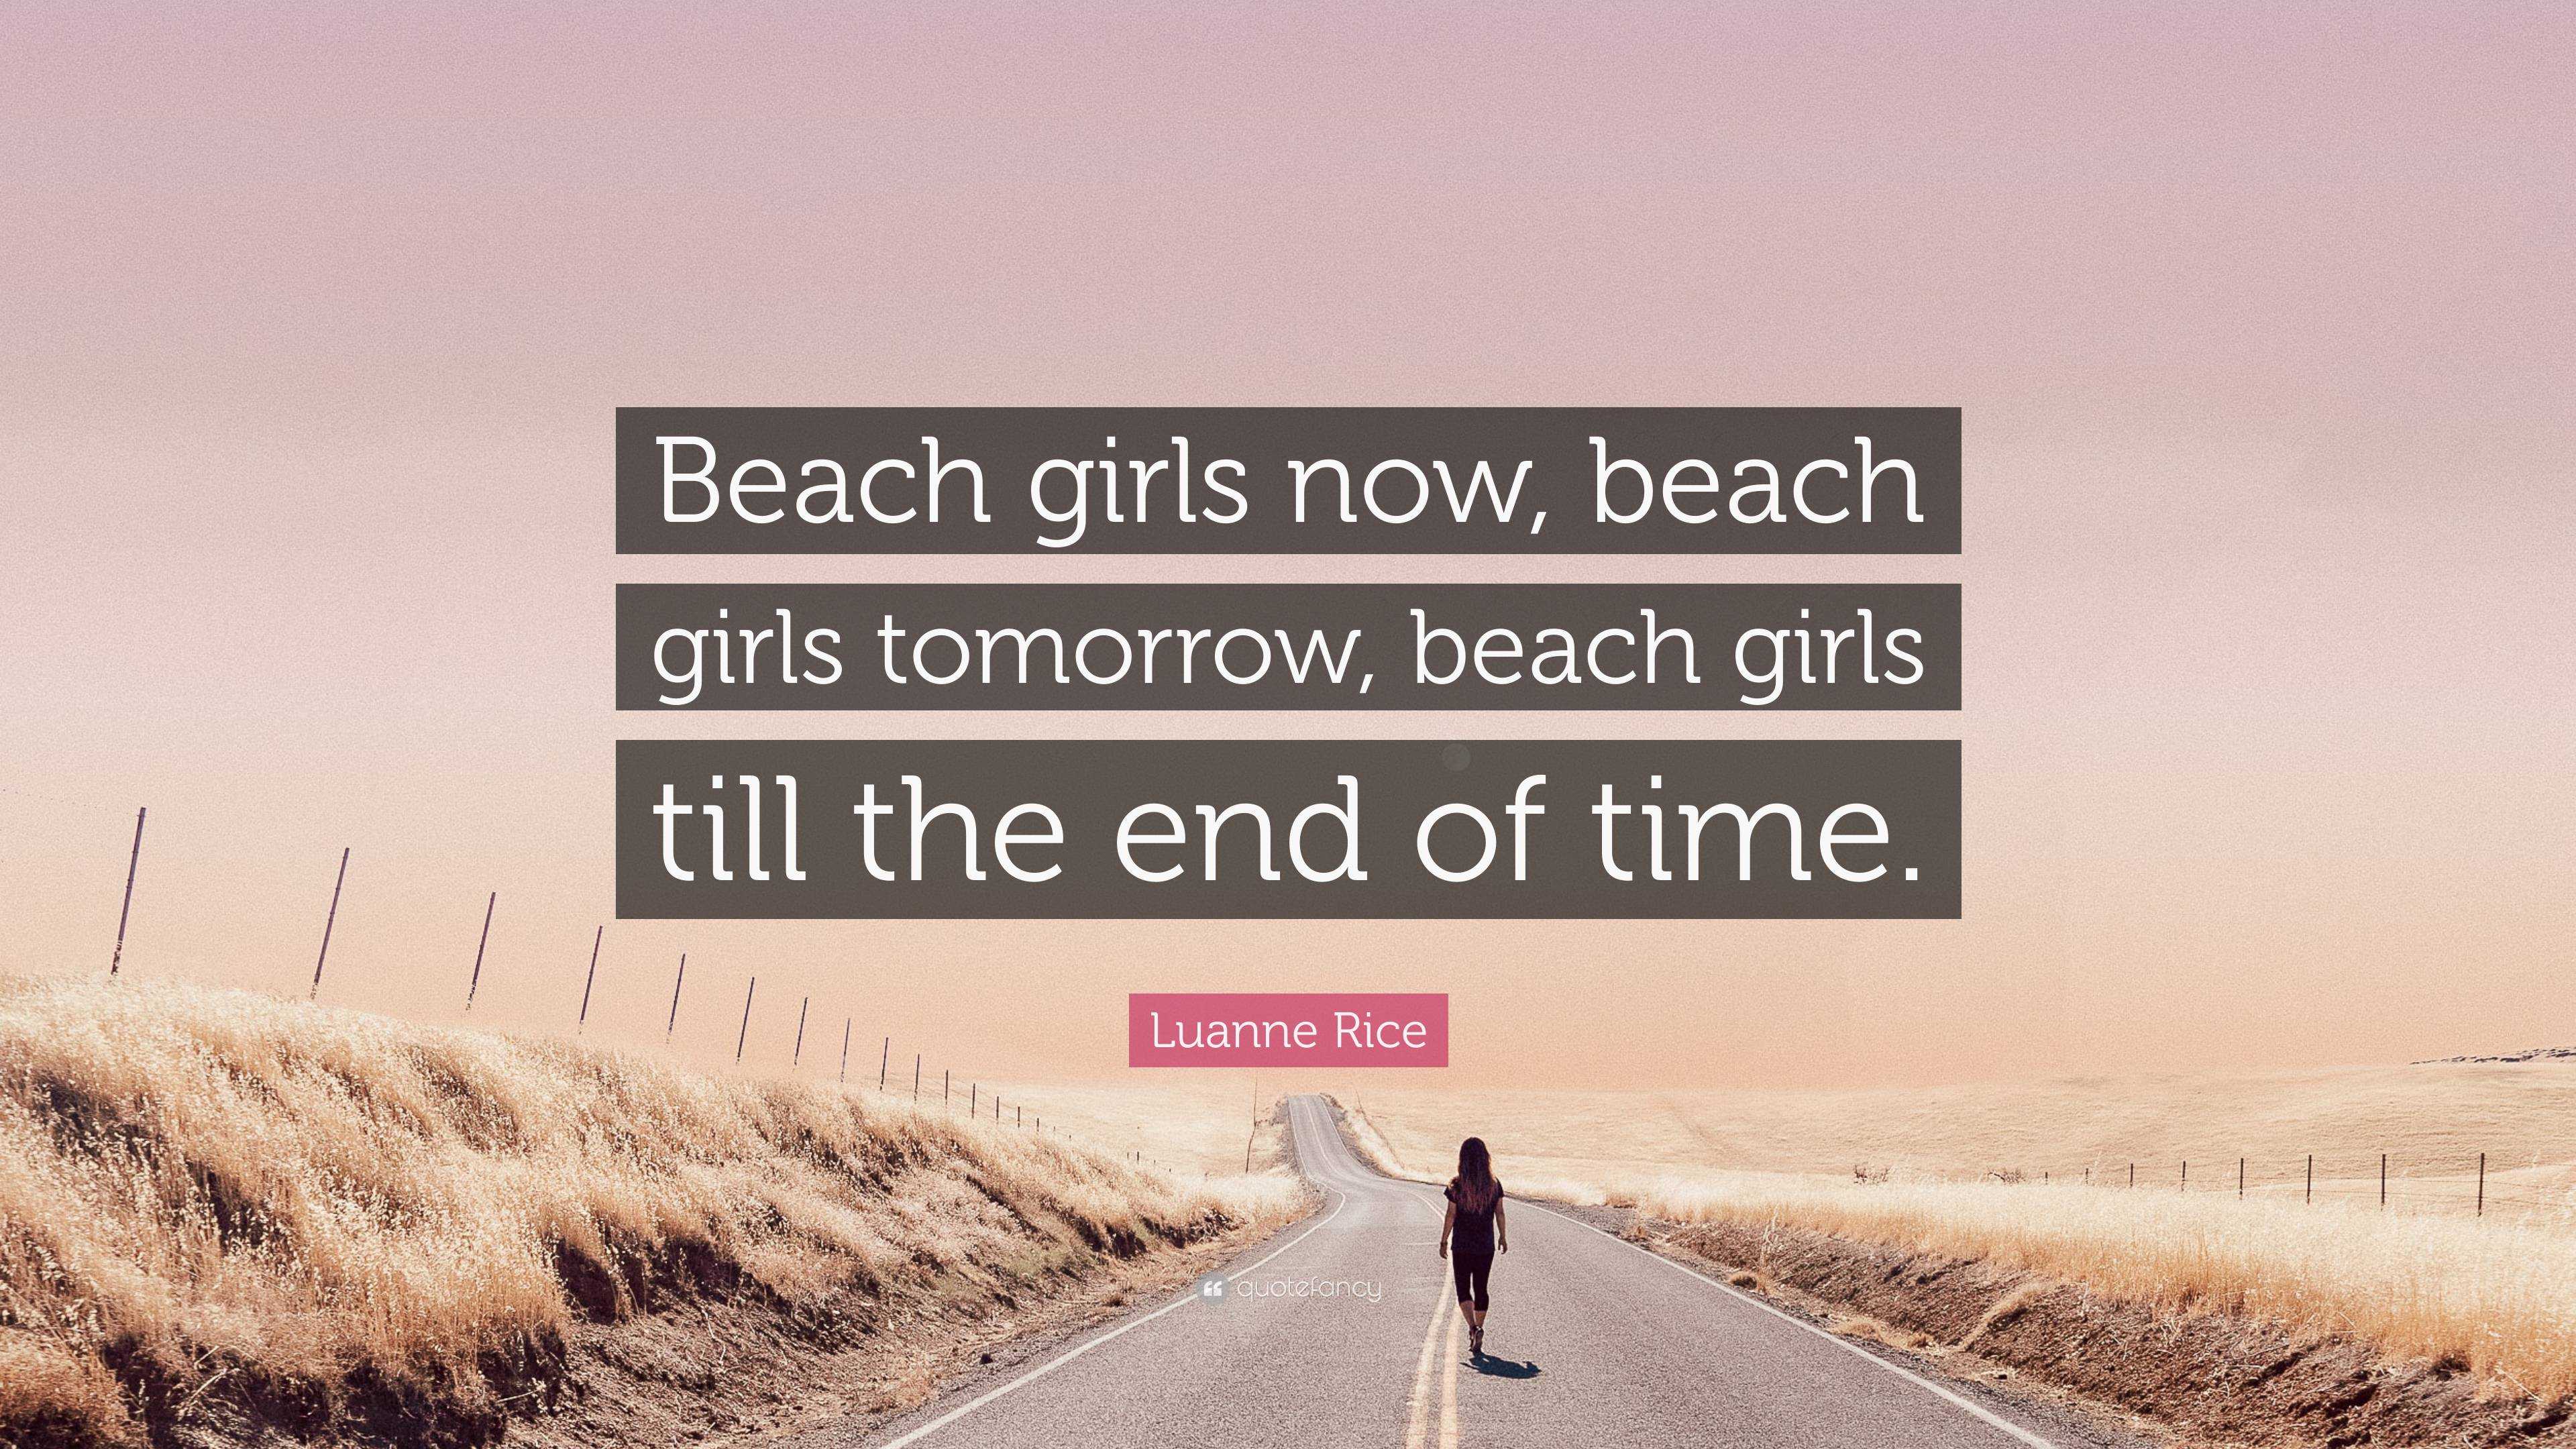 Beach girls now, beach
girls tomorrow, beach girls
till the end of time.
Luanne Rice
quotefancy